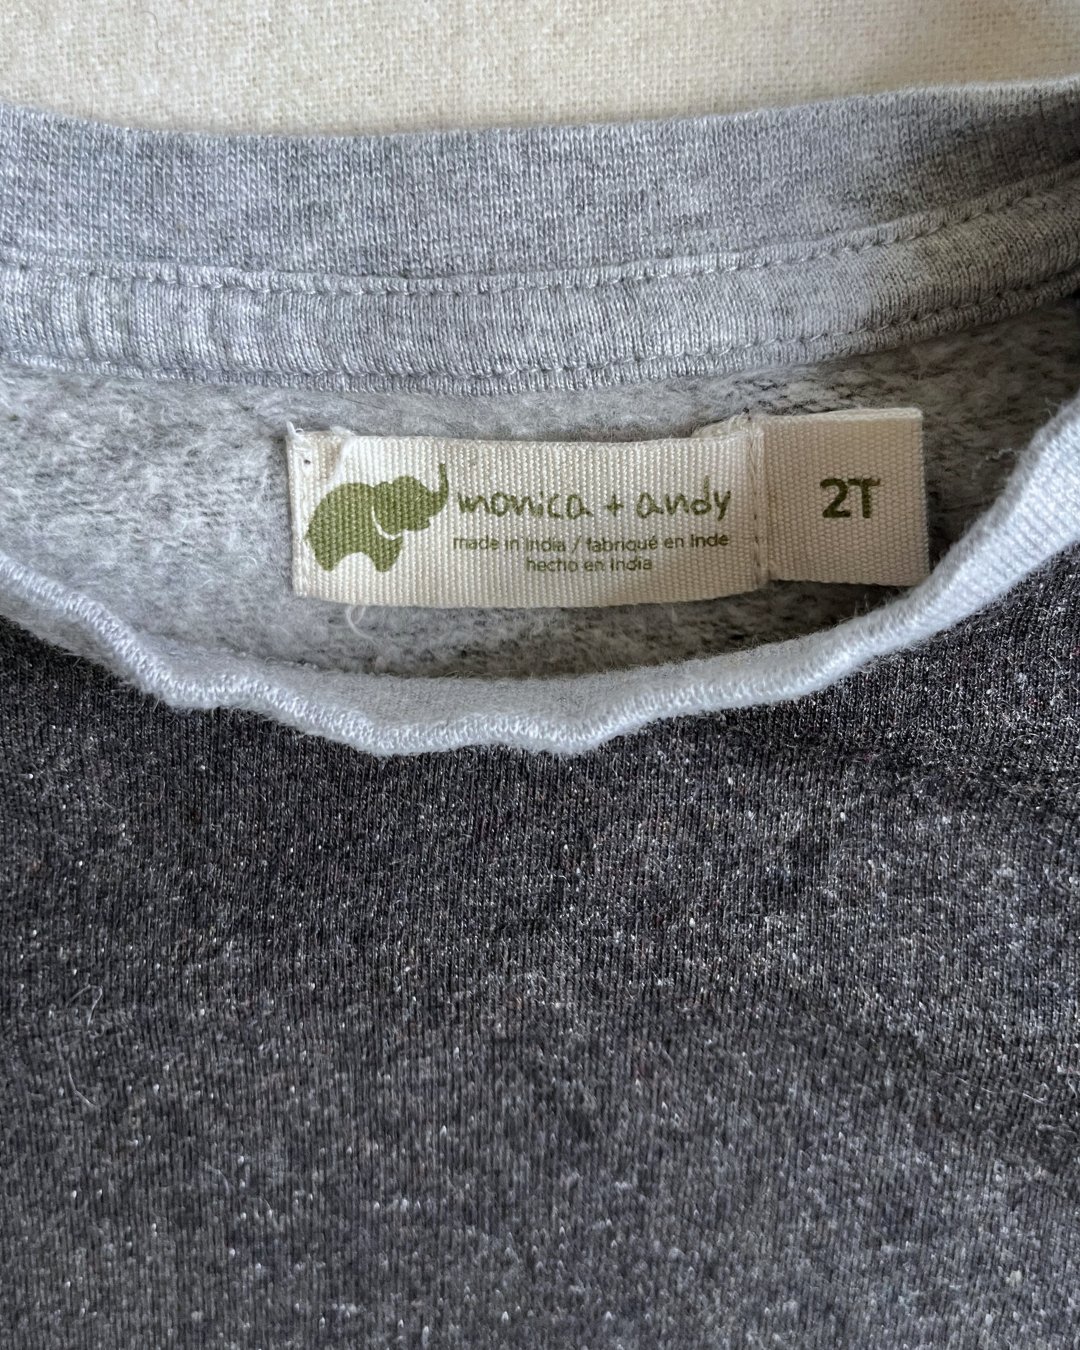 monica + andy
made in india / fabriqué en Inde
hecho en India
2T